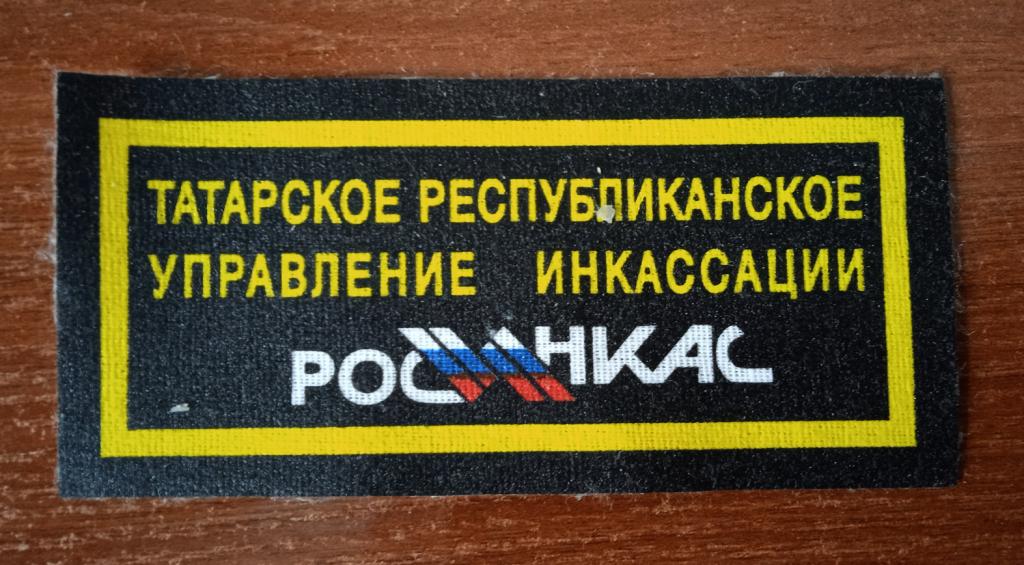 ТАТАРСКОЕ РЕСПУБЛИКАНСКОЕ
УПРАВЛЕНИЕ ИНКАССАЦИИ
РОСИНКАС